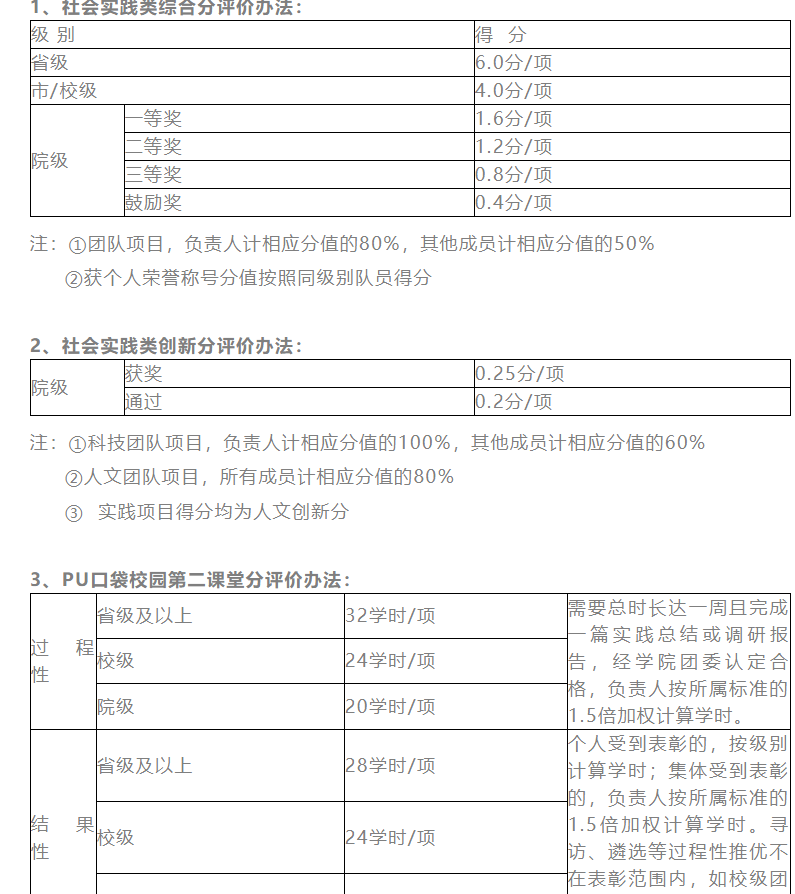 1、社会实践类综合分评价办法：
级 别 得 分
省级 6.0分/项
市/校级 4.0分/项
院级
一等奖 1.6分/项
二等奖 1.2分/项
三等奖 0.8分/项
鼓励奖 0.4分/项
注：①团队项目，负责人计相应分值的80%，其他成员计相应分值的50%
②获个人荣誉称号分值按照同级别队员得分
2、社会实践类创新分评价办法：
院级
获奖 0.25分/项
通过 0.2分/项
注：①科技团队项目，负责人计相应分值的100%，其他成员计相应分值的60%
②人文团队项目，所有成员计相应分值的80%
③ 实践项目得分均为人文创新分
3、PU口袋校园第二课堂分评价办法：
过 程
性
省级及以上 32学时/项
校级 24学时/项
院级 20学时/项
需要总时长达一周且完成
一篇实践总结或调研报
告，经学院团委认定合
格，负责人按所属标准的
1.5倍加权计算学时。
结 果
性
省级及以上 28学时/项
校级 24学时/项
个人受到表彰的，按级别
计算学时；集体受到表彰
的，负责人按所属标准的
1.5倍加权计算学时。寻
访、遴选等过程性推优不
在表彰范围内，如校级团